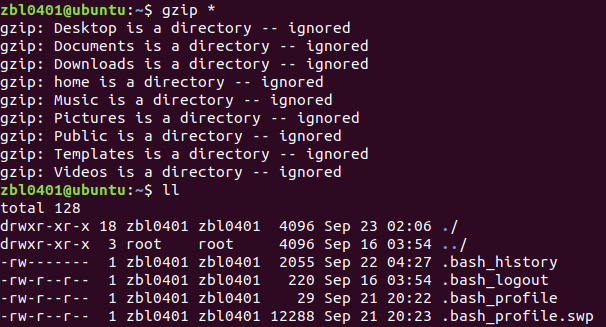 zbl0401@ubuntu:~$ gzip *
gzip: Desktop is a directory -- ignored
gzip: Documents is a directory -- ignored
gzip: Downloads is a directory -- ignored
gzip: home is a directory -- ignored
gzip: Music is a directory -- ignored
gzip: Pictures is a directory -- ignored
gzip: Public is a directory -- ignored
gzip: Templates is a directory -- ignored
gzip: Videos is a directory -- ignored
zbl0401@ubuntu:~$ ll
total 128
drwxr-xr-x 18 zbl0401 zbl0401  4096 Sep 23 02:06 ./
drwxr-xr-x  3 root    root     4096 Sep 16 03:54 ../
-rw-------  1 zbl0401 zbl0401  2055 Sep 22 04:27 .bash_history
-rw-r--r--  1 zbl0401 zbl0401   220 Sep 16 03:54 .bash_logout
-rw-r--r--  1 zbl0401 zbl0401    29 Sep 21 20:22 .bash_profile
-rw-r--r--  1 zbl0401 zbl0401 12288 Sep 21 20:23 .bash_profile.swp